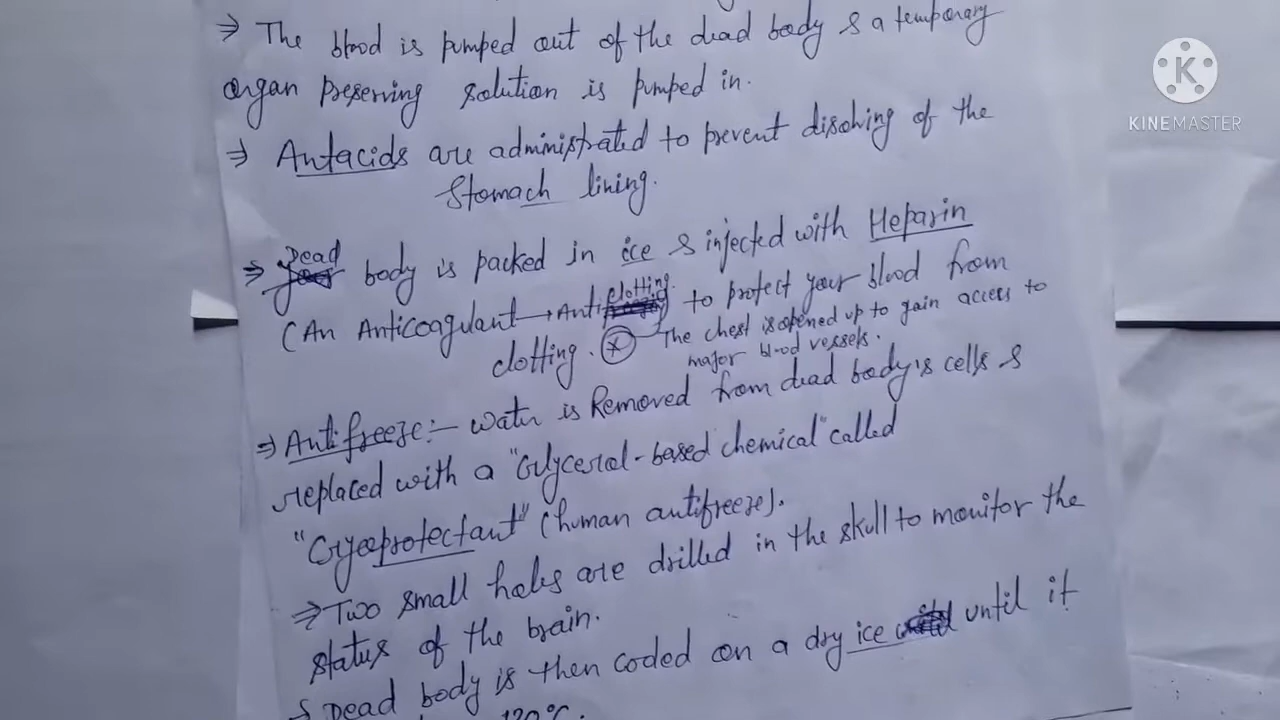 ⇒ The blood is pumped out of the dead body & a temporary
organ preserving solution is pumped in.
⇒ Antacids are administrated to prevent disolving of the
Stomach lining.
⇒ Dead body is packed in ice & injected with Heparin
(An Anticoagulant → Anti clotting to protect your blood from
clotting. * The chest is opened up to gain access to
major blood vessels.
⇒ Antifreeze:- Water is Removed from dead body's cells &
replaced with a "Glycerol-based chemical" called
"Cryoprotectant" (human antifreeze).
⇒ Two small holes are drilled in the skull to monitor the
status of the brain.
Dead body is then cooled on a dry ice until it
120°C.
K
KINEMASTER